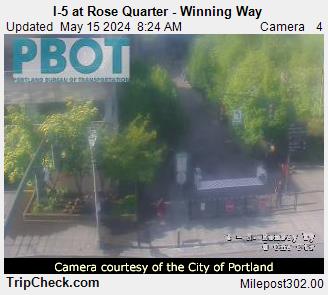 I-5 at Rose Quarter - Winning Way
Updated  May 15 2024  8:24 AM    Camera  4
PBOT
PORTLAND BUREAU OF TRANSPORTATION
Camera courtesy of the City of Portland
TripCheck.com    Milepost302.00